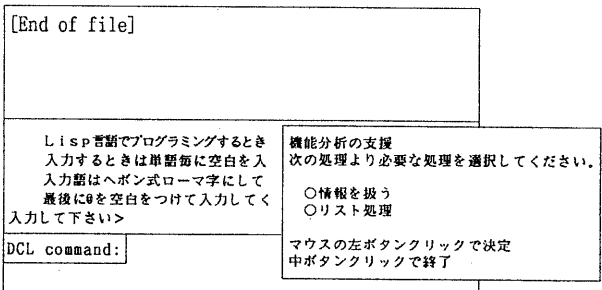 [End of file]
Ｌｉｓｐ言語でプログラミングするとき
入力するときは単語毎に空白を入
入力語はヘボン式ローマ字にして
最後に@を空白をつけて入力してく
入力して下さい>
DCL command:
機能分析の支援
次の処理より必要な処理を選択してください。
○情報を扱う
○リスト処理
マウスの左ボタンクリックで決定
中ボタンクリックで終了